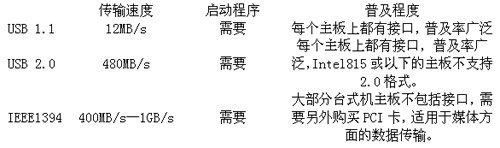 传输速度 启动程序 普及程度
USB 1.1 12MB/s 需要 每个主板上都有接口，普及率广泛
每个主板上都有接口，普及率广
USB 2.0 480MB/s 需要 泛，Intel815 或以下的主板不支持
2.0 格式。
大部分台式机主板不包括接口，需
IEEE1394 400MB/s—1GB/s 需要 要另外购买 PCI 卡，适用于媒体方
面的数据传输。